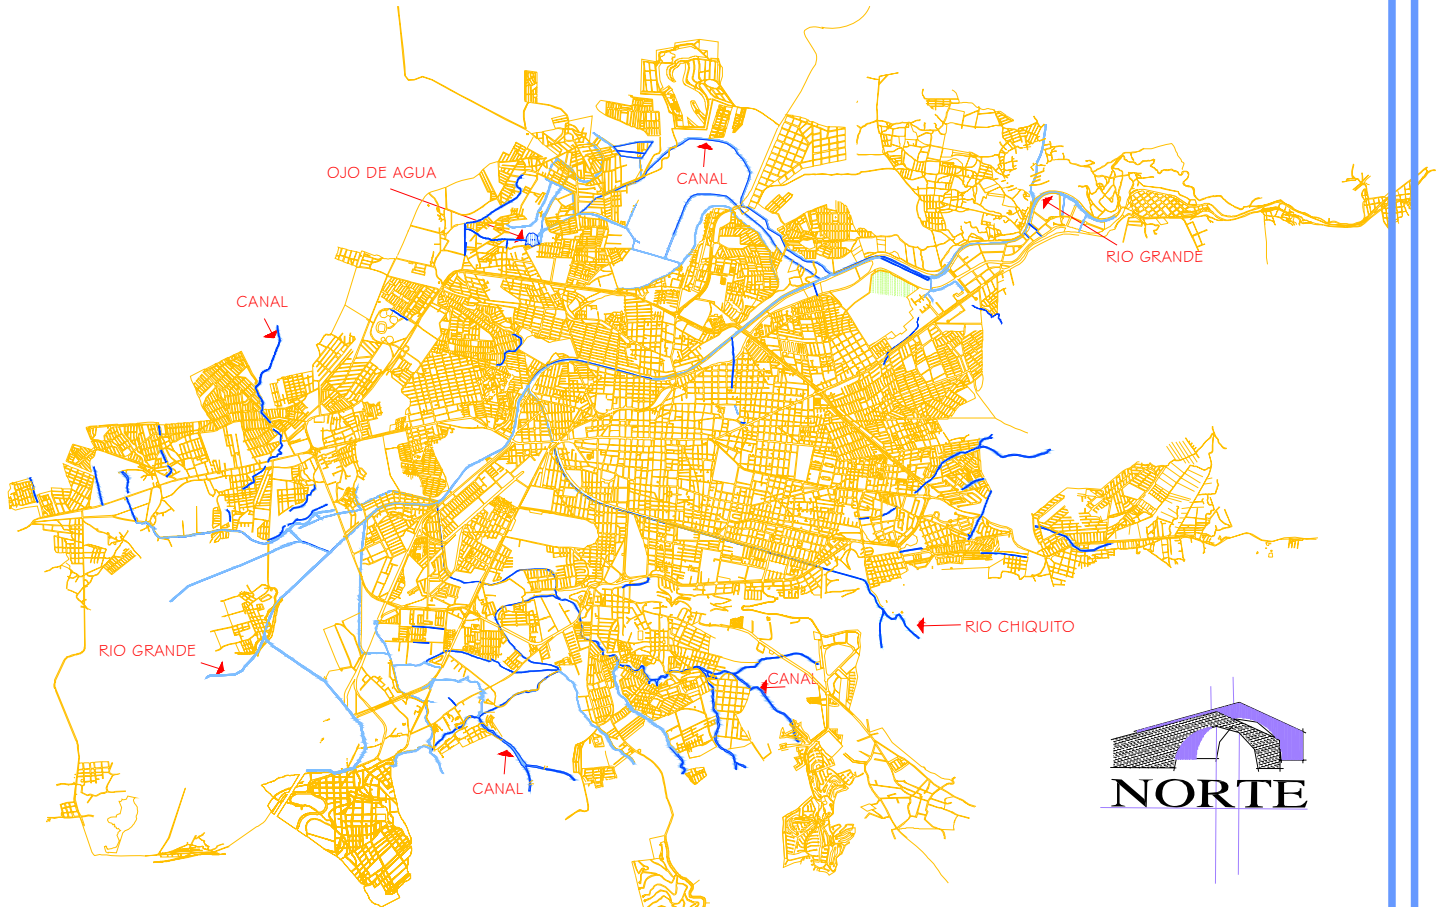 OJO DE AGUA
CANAL
RIO GRANDE
CANAL
RIO CHIQUITO
RIO GRANDE
CANAL
CANAL
NORTE